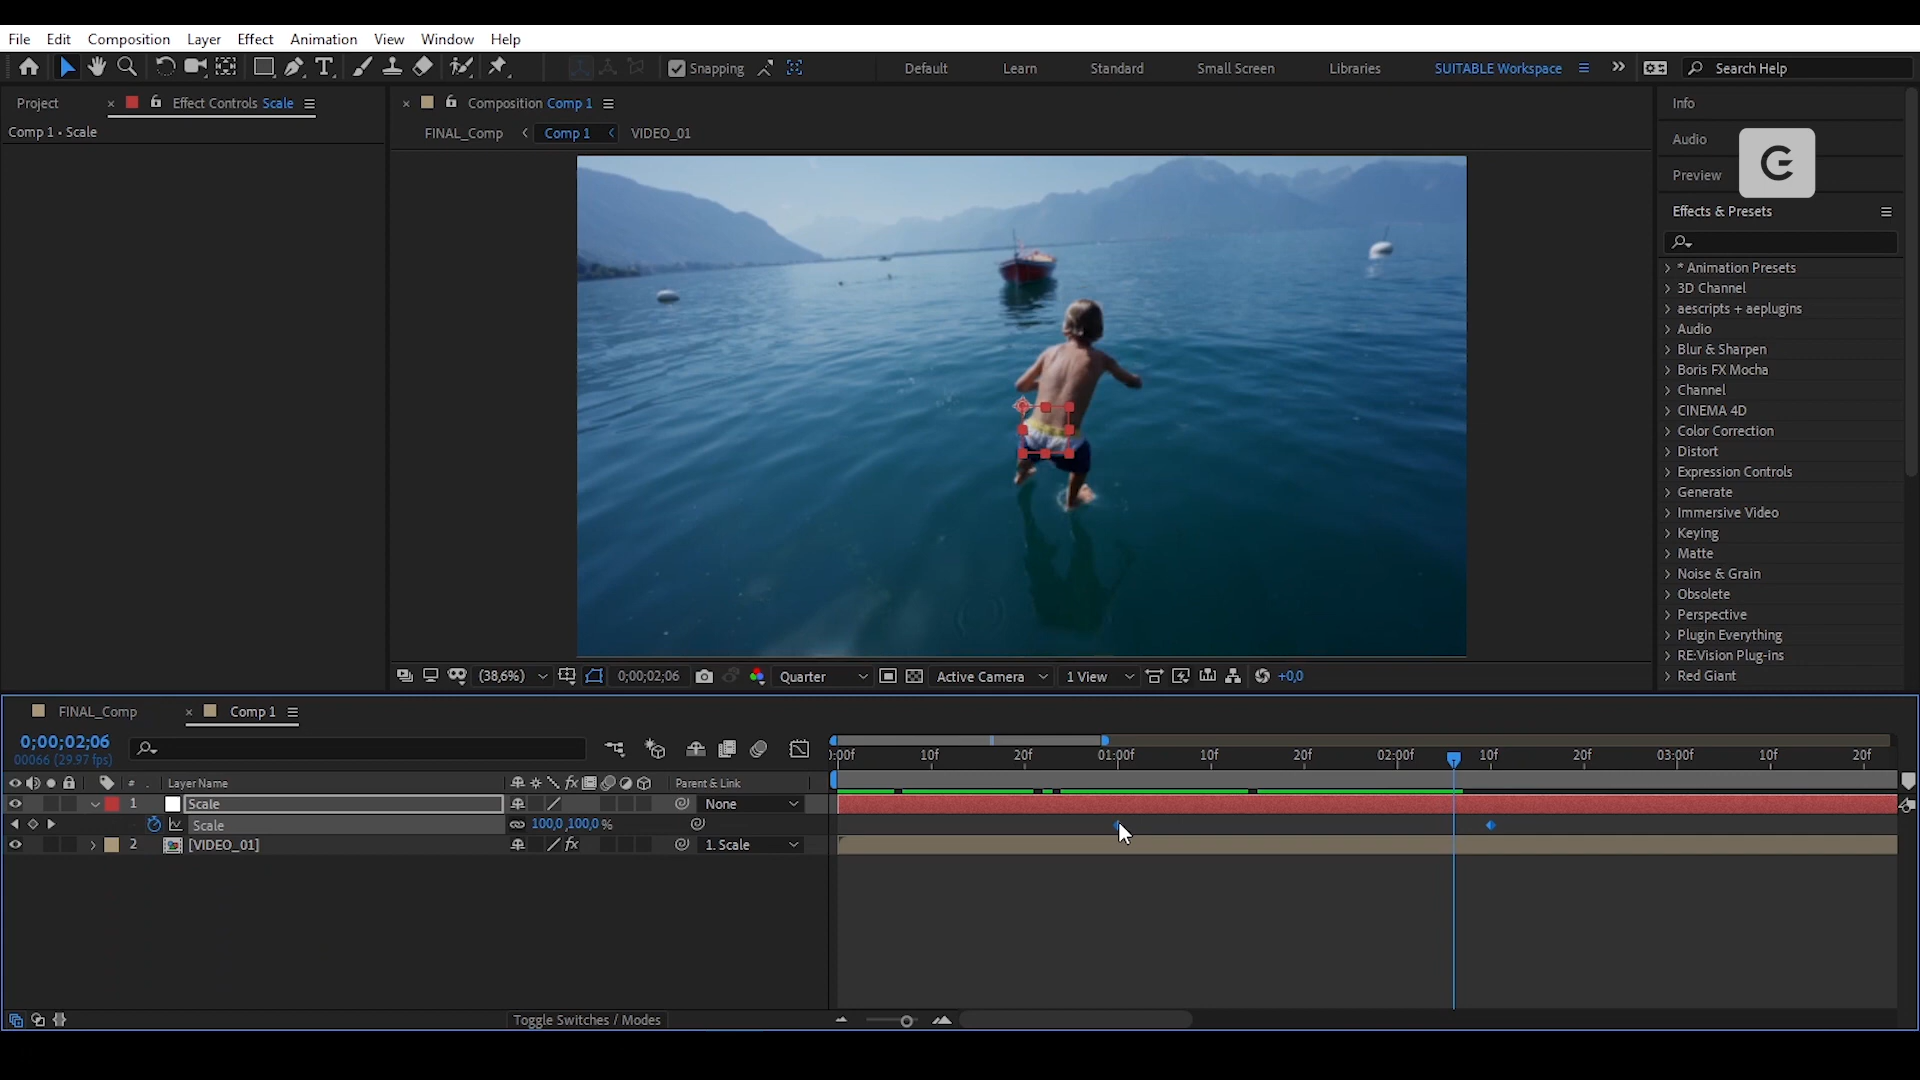 File Edit Composition Layer Effect Animation View Window Help
Snapping Default Learn Standard Small Screen Libraries SUITABLE Workspace Search Help
Project Effect Controls Scale
Composition Comp 1
Info
Comp 1 • Scale
FINAL_Comp Comp 1 VIDEO_01
Audio
Preview
G
Effects & Presets
* Animation Presets
3D Channel
aescripts + aeplugins
Audio
Blur & Sharpen
Boris FX Mocha
Channel
CINEMA 4D
Color Correction
Distort
Expression Controls
Generate
Immersive Video
Keying
Matte
Noise & Grain
Obsolete
Perspective
Plugin Everything
RE:Vision Plug-ins
Red Giant
(38,6%) 0;00;02;06 Quarter Active Camera 1 View +0,0
FINAL_Comp Comp 1
0;00;02;06
00066 (29.97 fps)
):00f 10f 20f 01:00f 10f 20f 02:00f 10f 20f 03:00f 10f 20f
# Layer Name fx Parent & Link
1 Scale None
Scale 100,0,100,0 %
2 [VIDEO_01] fx 1. Scale
Toggle Switches / Modes